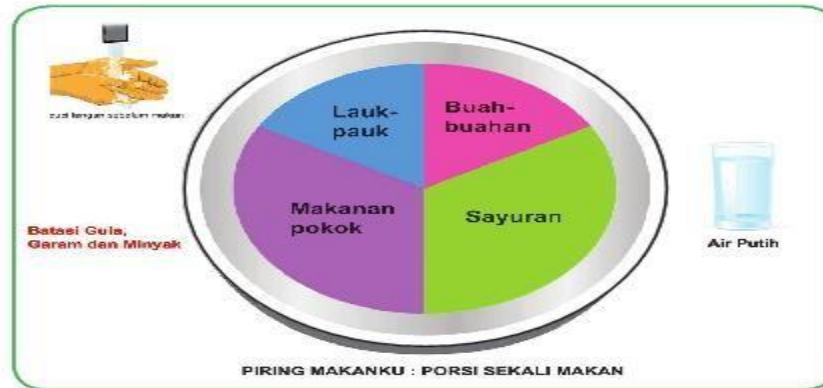 cuci tangan sebelum makan
Lauk-
pauk
Buah-
buahan
Makanan
pokok
Sayuran
Batasi Gula,
Garam dan Minyak
Air Putih
PIRING MAKANKU : PORSI SEKALI MAKAN